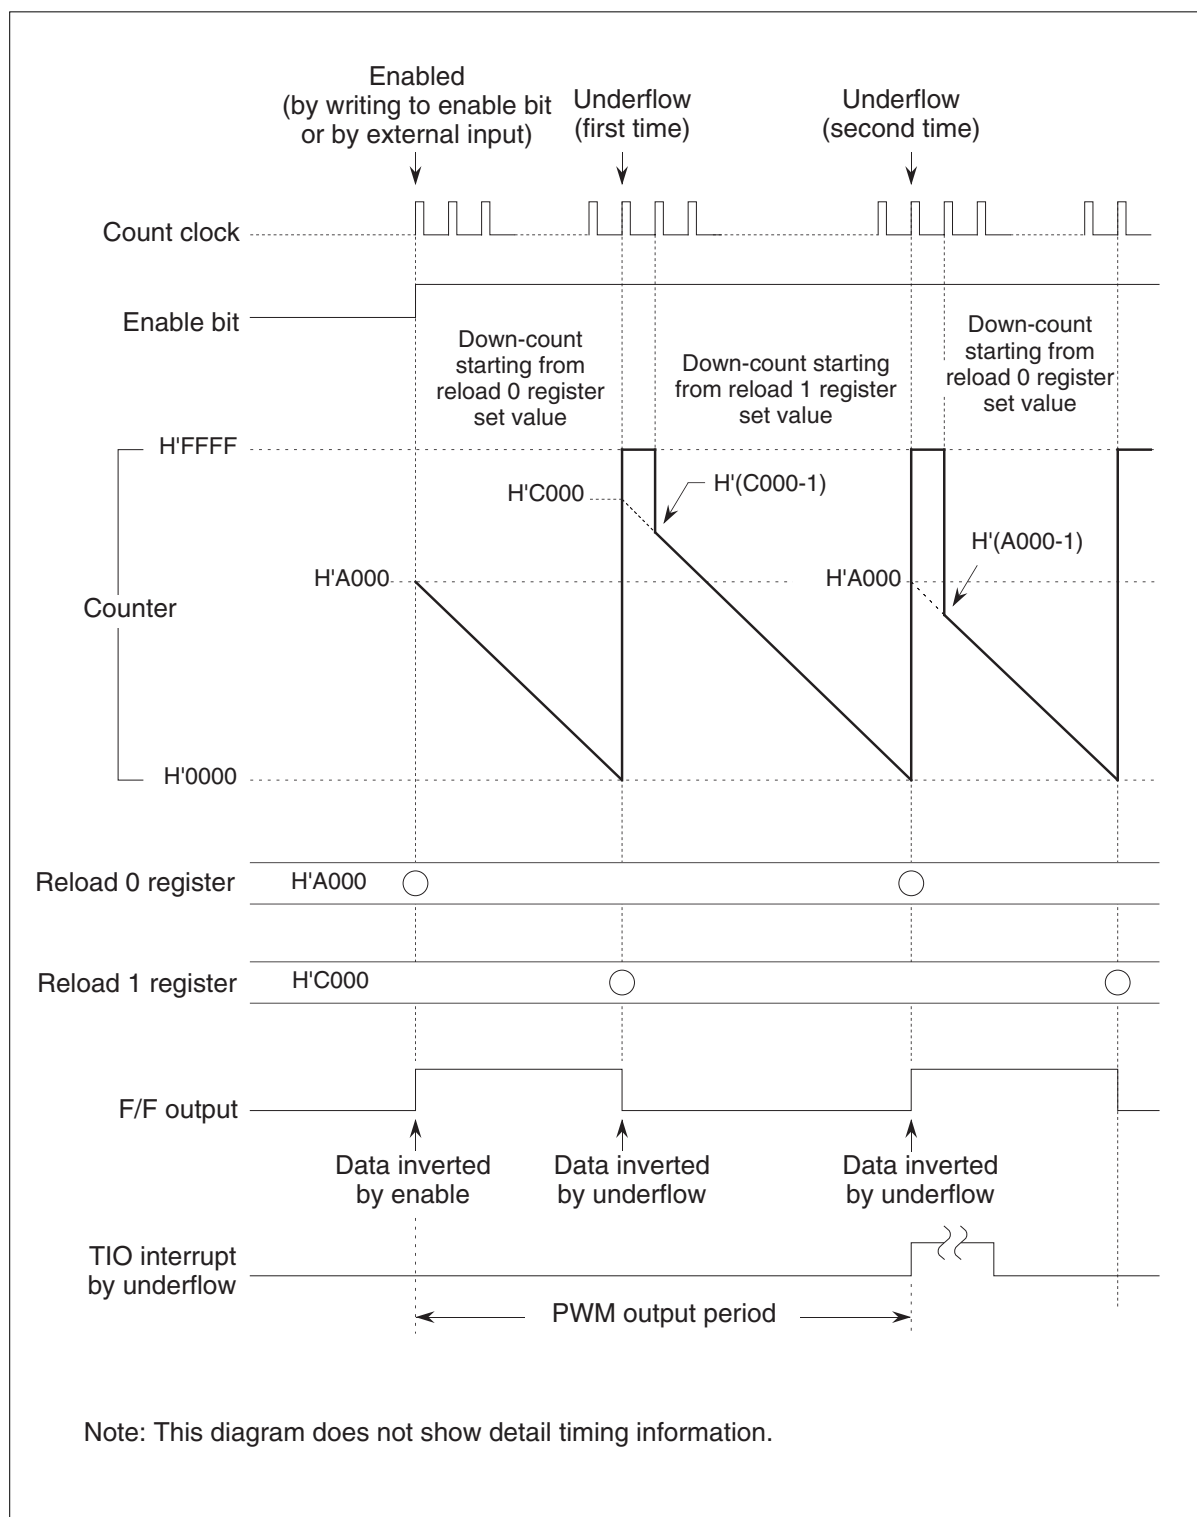 Enabled
(by writing to enable bit
or by external input)
Underflow
(first time)
Underflow
(second time)
Count clock
Enable bit
Down-count
starting from
reload 0 register
set value
Down-count starting
from reload 1 register
set value
Down-count
starting from
reload 0 register
set value
H'FFFF
H'C000
H'(C000-1)
H'(A000-1)
H'A000
H'A000
Counter
H'0000
Reload 0 register
H'A000
Reload 1 register
H'C000
F/F output
Data inverted
by enable
Data inverted
by underflow
Data inverted
by underflow
TIO interrupt
by underflow
PWM output period
Note: This diagram does not show detail timing information.